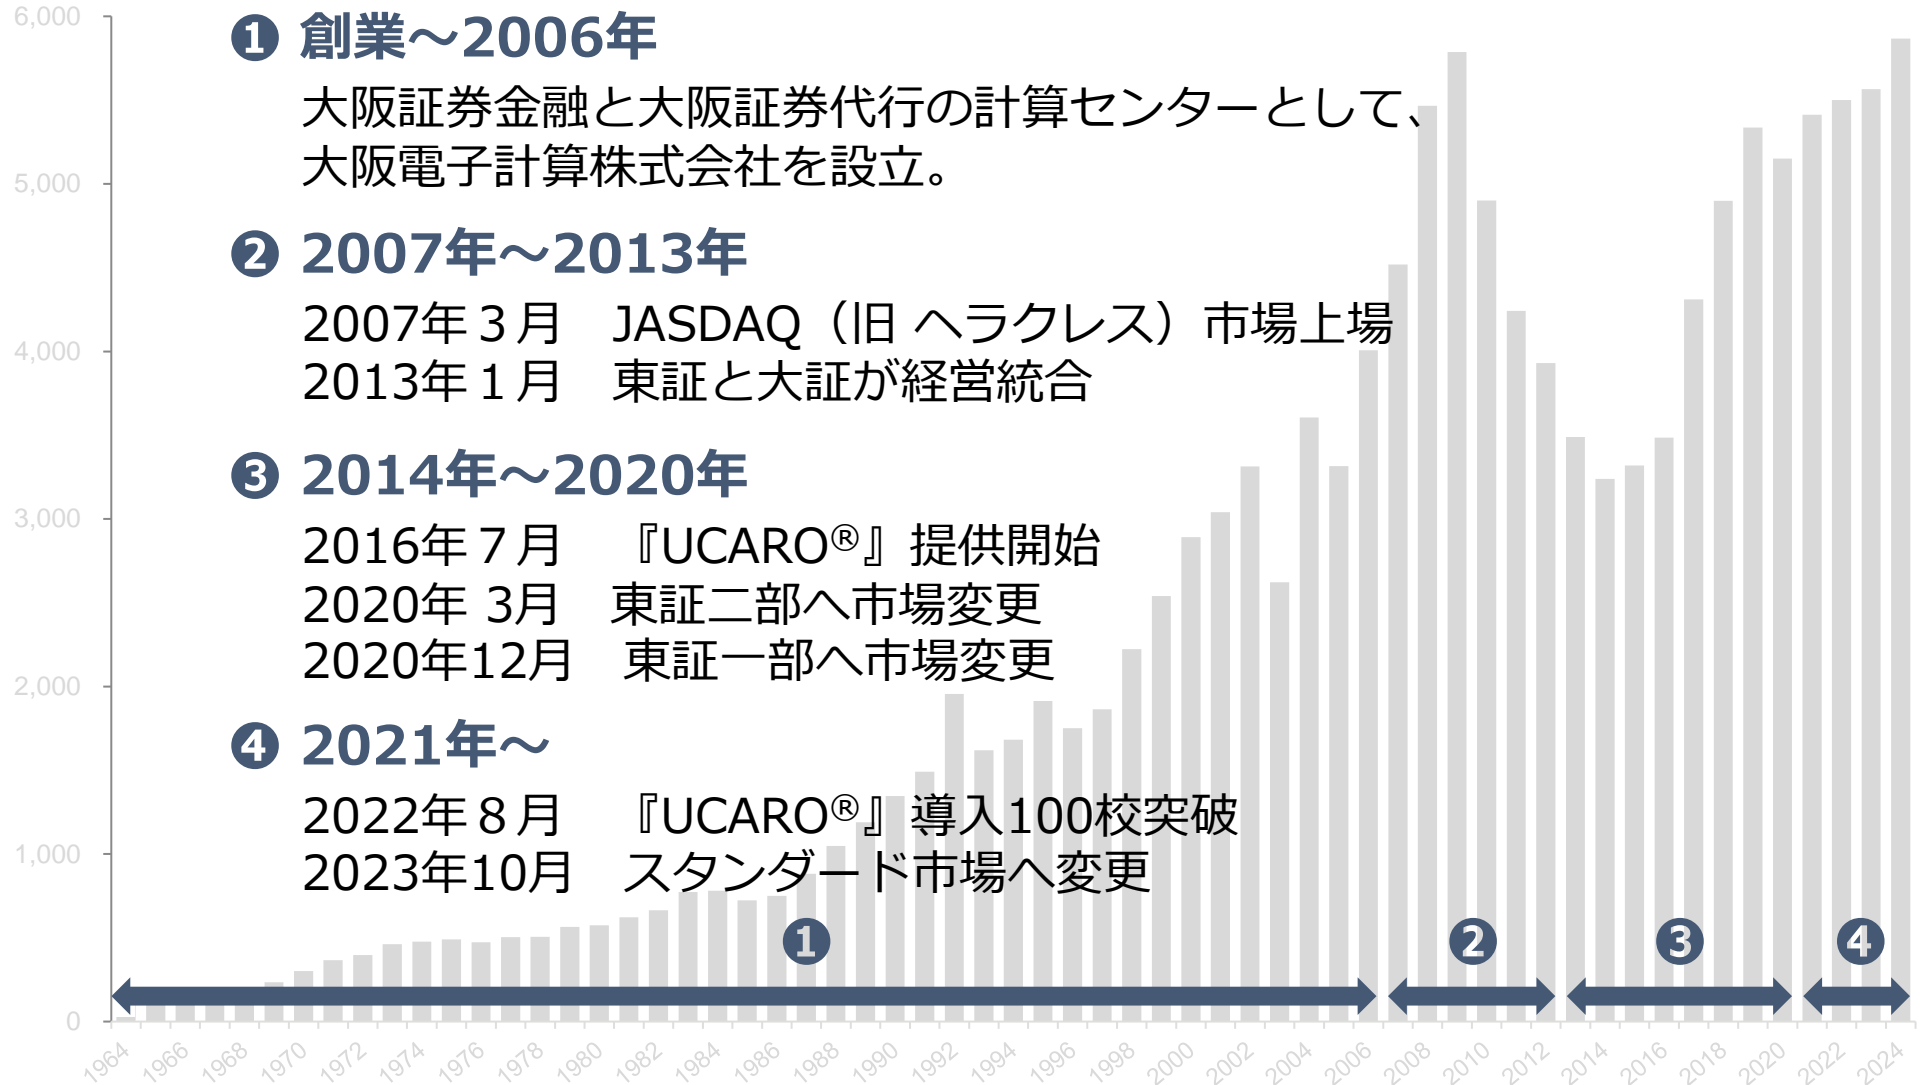 ❶ 創業～2006年
大阪証券金融と大阪証券代行の計算センターとして、
大阪電子計算株式会社を設立。
❷ 2007年～2013年
2007年３月　JASDAQ（旧 ヘラクレス）市場上場
2013年１月　東証と大証が経営統合
❸ 2014年～2020年
2016年７月　『UCARO®』提供開始
2020年 3月　東証二部へ市場変更
2020年12月　東証一部へ市場変更
❹ 2021年～
2022年８月　『UCARO®』導入100校突破
2023年10月　スタンダード市場へ変更
6,000
5,000
4,000
3,000
2,000
1,000
0
❶ ❷ ❸ ❹
1964 1966 1968 1970 1972 1974 1976 1978 1980 1982 1984 1986 1988 1990 1992 1994 1996 1998 2000 2002 2004 2006 2008 2010 2012 2014 2016 2018 2020 2022 2024